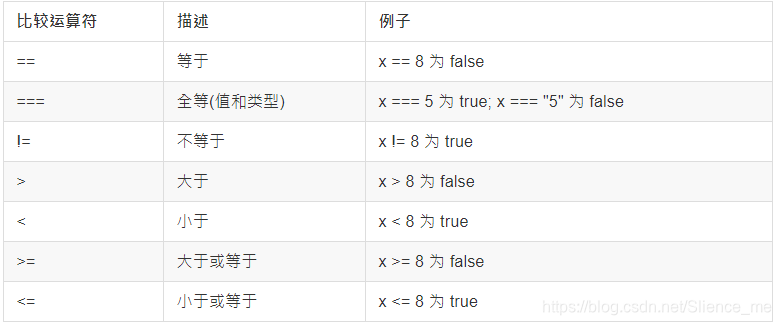 比较运算符 描述 例子
== 等于 x == 8 为 false
=== 全等(值和类型) x === 5 为 true; x === "5" 为 false
!= 不等于 x != 8 为 true
> 大于 x > 8 为 false
< 小于 x < 8 为 true
>= 大于或等于 x >= 8 为 false
<= 小于或等于 x <= 8 为 true
https://blog.csdn.net/Slience_me